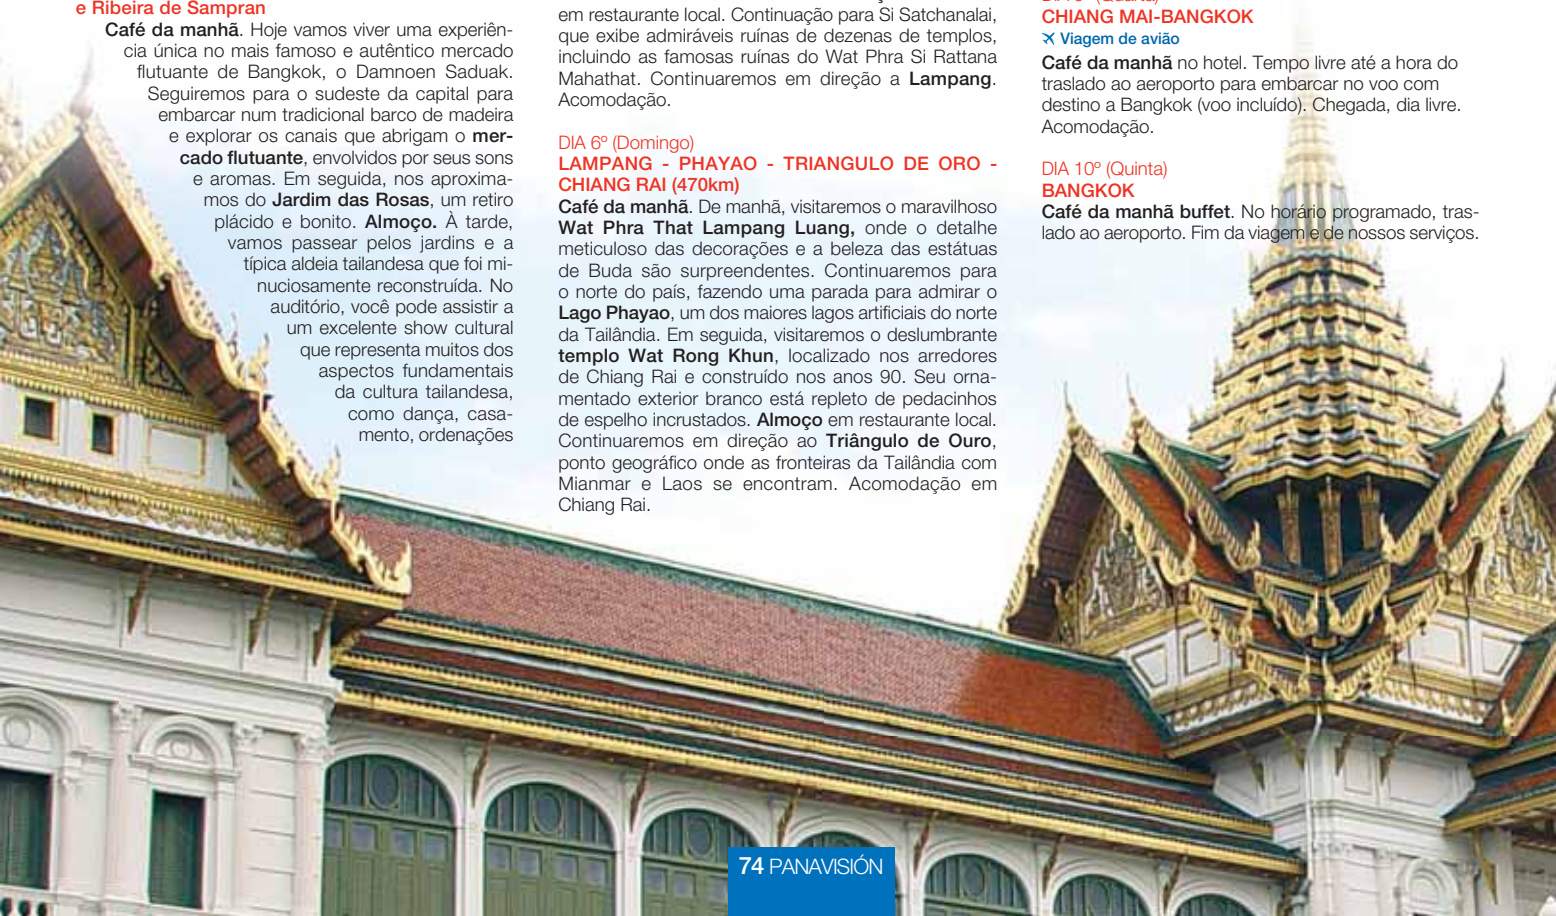 e Ribeira de Sampran
Café da manhã. Hoje vamos viver uma experiên-
cia única no mais famoso e autêntico mercado
flutuante de Bangkok, o Damnoen Saduak.
Seguiremos para o sudeste da capital para
embarcar num tradicional barco de madeira
e explorar os canais que abrigam o mer-
cado flutuante, envolvidos por seus sons
e aromas. Em seguida, nos aproxima-
mos do Jardim das Rosas, um retiro
plácido e bonito. Almoço. À tarde,
vamos passear pelos jardins e a
típica aldeia tailandesa que foi mi-
nuciosamente reconstruída. No
auditório, você pode assistir a
um excelente show cultural
que representa muitos dos
aspectos fundamentais
da cultura tailandesa,
como dança, casa-
mento, ordenações
em restaurante local. Continuação para Si Satchanalai,
que exibe admiráveis ruínas de dezenas de templos,
incluindo as famosas ruínas do Wat Phra Si Rattana
Mahathat. Continuaremos em direção a Lampang.
Acomodação.
DIA 6º (Domingo)
LAMPANG - PHAYAO - TRIANGULO DE ORO -
CHIANG RAI (470km)
Café da manhã. De manhã, visitaremos o maravilhoso
Wat Phra That Lampang Luang, onde o detalhe
meticuloso das decorações e a beleza das estátuas
de Buda são surpreendentes. Continuaremos para
o norte do país, fazendo uma parada para admirar o
Lago Phayao, um dos maiores lagos artificiais do norte
da Tailândia. Em seguida, visitaremos o deslumbrante
templo Wat Rong Khun, localizado nos arredores
de Chiang Rai e construído nos anos 90. Seu orna-
mentado exterior branco está repleto de pedacinhos
de espelho incrustados. Almoço em restaurante local.
Continuaremos em direção ao Triângulo de Ouro,
ponto geográfico onde as fronteiras da Tailândia com
Mianmar e Laos se encontram. Acomodação em
Chiang Rai.
CHIANG MAI-BANGKOK
Viagem de avião
Café da manhã no hotel. Tempo livre até a hora do
traslado ao aeroporto para embarcar no voo com
destino a Bangkok (voo incluído). Chegada, dia livre.
Acomodação.
DIA 10º (Quinta)
BANGKOK
Café da manhã buffet. No horário programado, tras-
lado ao aeroporto. Fim da viagem e de nossos serviços.
74 PANAVISIÓN